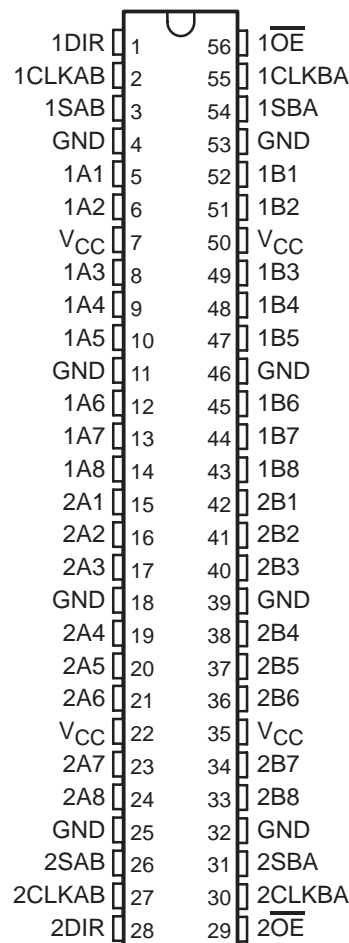 1DIR 1 56 1O̅E̅
1CLKAB 2 55 1CLKBA
1SAB 3 54 1SBA
GND 4 53 GND
1A1 5 52 1B1
1A2 6 51 1B2
VCC 7 50 VCC
1A3 8 49 1B3
1A4 9 48 1B4
1A5 10 47 1B5
GND 11 46 GND
1A6 12 45 1B6
1A7 13 44 1B7
1A8 14 43 1B8
2A1 15 42 2B1
2A2 16 41 2B2
2A3 17 40 2B3
GND 18 39 GND
2A4 19 38 2B4
2A5 20 37 2B5
2A6 21 36 2B6
VCC 22 35 VCC
2A7 23 34 2B7
2A8 24 33 2B8
GND 25 32 GND
2SAB 26 31 2SBA
2CLKAB 27 30 2CLKBA
2DIR 28 29 2O̅E̅